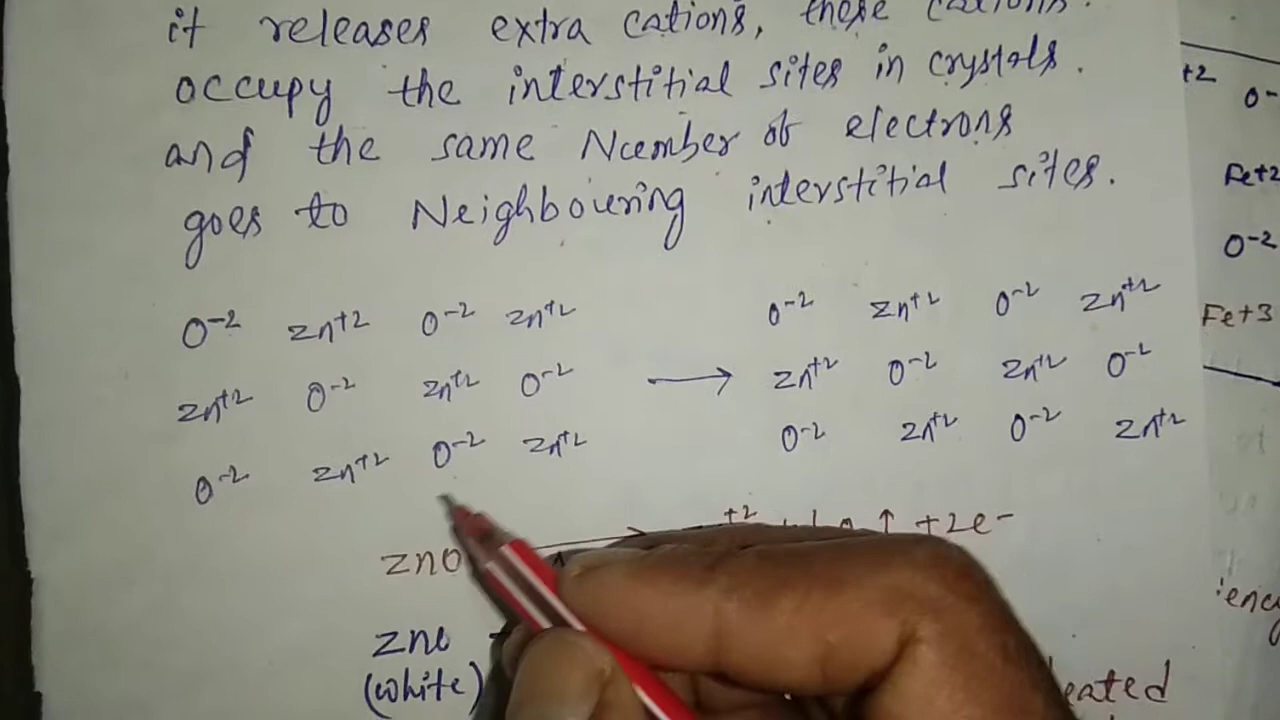 it releases extra cations, these cations.
occupy the interstitial sites in crystals.
and the same Number of electrons
goes to Neighbouring interstitial sites.
O-2 Zn+2 O-2 Zn+2
Zn+2 O-2 Zn+2 O-2
O-2 Zn+2 O-2 Zn+2
→
O-2 Zn+2 O-2 Zn+2
Zn+2 O-2 Zn+2 O-2
O-2 Zn+2 O-2 Zn+2
ZnO → +2 + ↑ +2e-
ZnO
(white)
eated
+2 O-
Fe+2
O-2
Fe+3